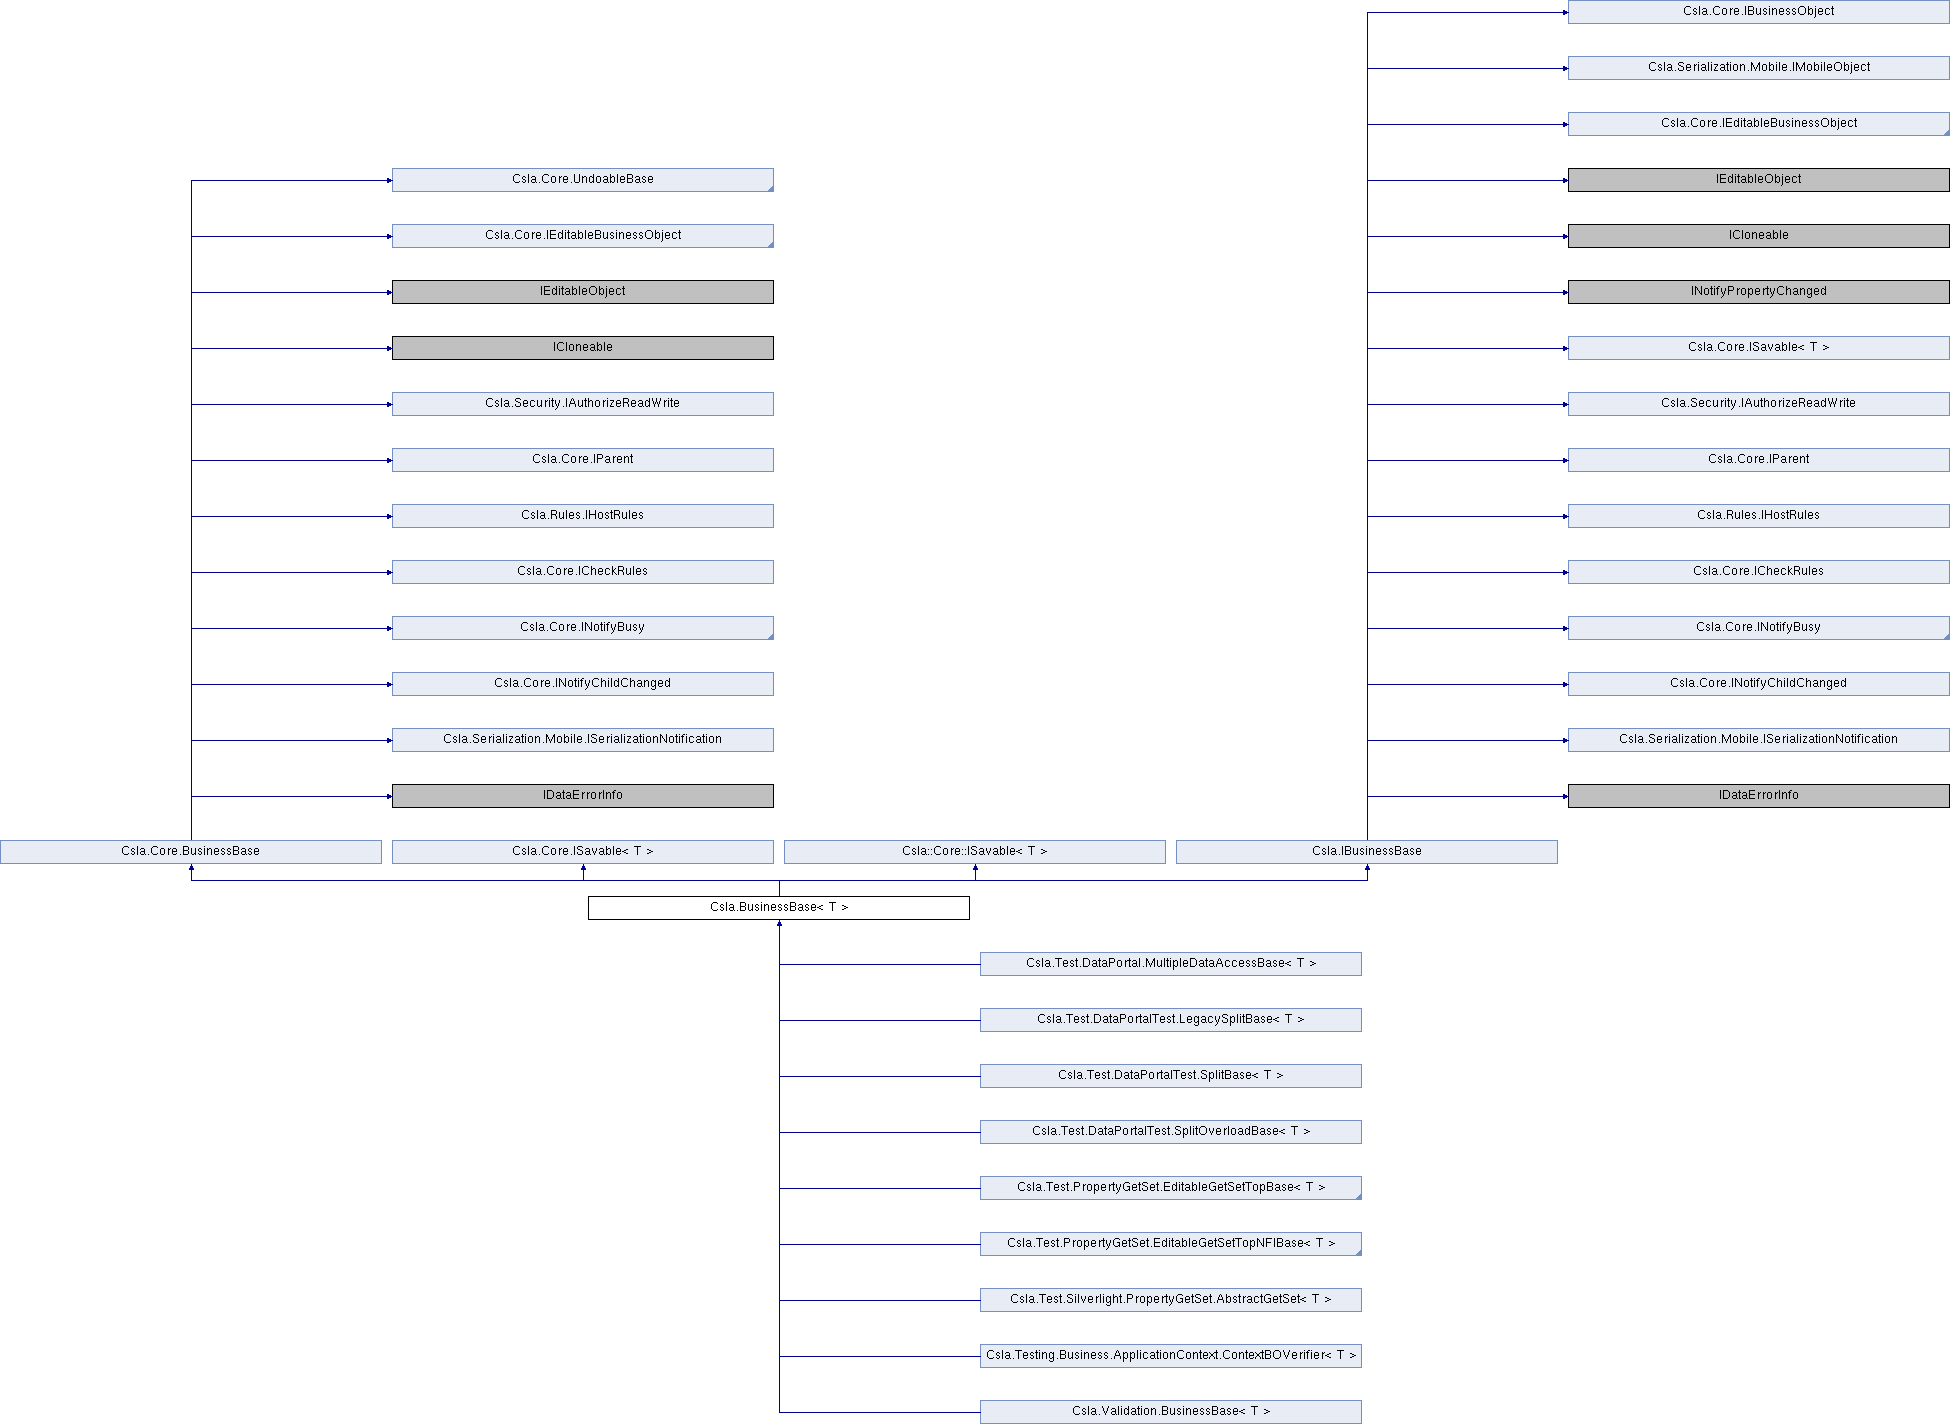 Csla.Core.IBusinessObject
Csla.Serialization.Mobile.IMobileObject
Csla.Core.IEditableBusinessObject
Csla.Core.UndoableBase
IEditableObject
Csla.Core.IEditableBusinessObject
ICloneable
IEditableObject
INotifyPropertyChanged
ICloneable
Csla.Core.ISavable< T >
Csla.Security.IAuthorizeReadWrite
Csla.Security.IAuthorizeReadWrite
Csla.Core.IParent
Csla.Core.IParent
Csla.Rules.IHostRules
Csla.Rules.IHostRules
Csla.Core.ICheckRules
Csla.Core.ICheckRules
Csla.Core.INotifyBusy
Csla.Core.INotifyBusy
Csla.Core.INotifyChildChanged
Csla.Core.INotifyChildChanged
Csla.Serialization.Mobile.ISerializationNotification
Csla.Serialization.Mobile.ISerializationNotification
IDataErrorInfo
IDataErrorInfo
Csla.Core.BusinessBase
Csla.Core.ISavable< T >
Csla::Core::ISavable< T >
Csla.IBusinessBase
Csla.BusinessBase< T >
Csla.Test.DataPortal.MultipleDataAccessBase< T >
Csla.Test.DataPortalTest.LegacySplitBase< T >
Csla.Test.DataPortalTest.SplitBase< T >
Csla.Test.DataPortalTest.SplitOverloadBase< T >
Csla.Test.PropertyGetSet.EditableGetSetTopBase< T >
Csla.Test.PropertyGetSet.EditableGetSetTopNFIBase< T >
Csla.Test.Silverlight.PropertyGetSet.AbstractGetSet< T >
Csla.Testing.Business.ApplicationContext.ContextBOVerifier< T >
Csla.Validation.BusinessBase< T >